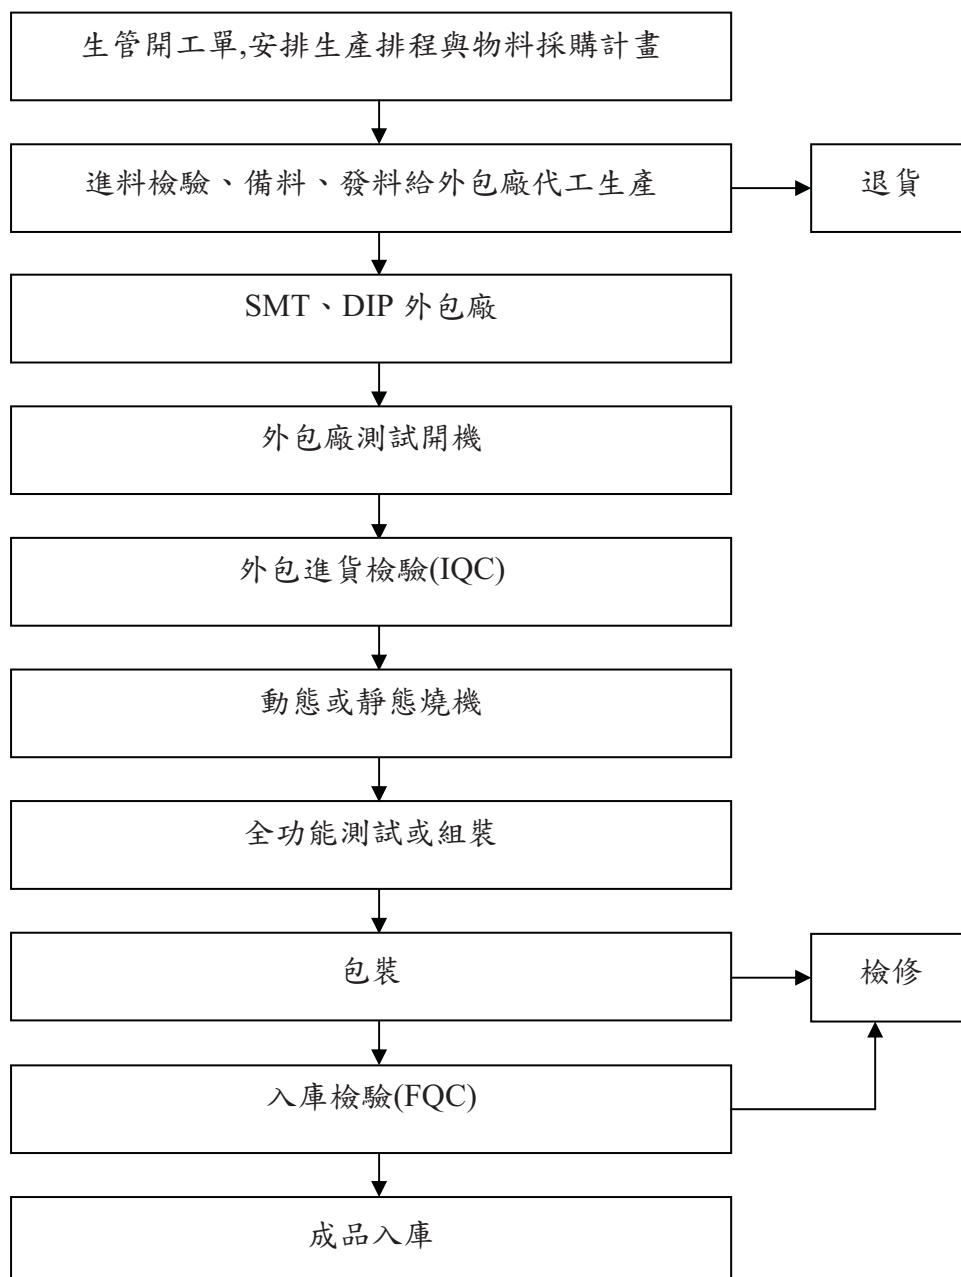 生管開工單,安排生產排程與物料採購計畫
進料檢驗、備料、發料給外包廠代工生產
退貨
SMT、DIP 外包廠
外包廠測試開機
外包進貨檢驗(IQC)
動態或靜態燒機
全功能測試或組裝
包裝
檢修
入庫檢驗(FQC)
成品入庫